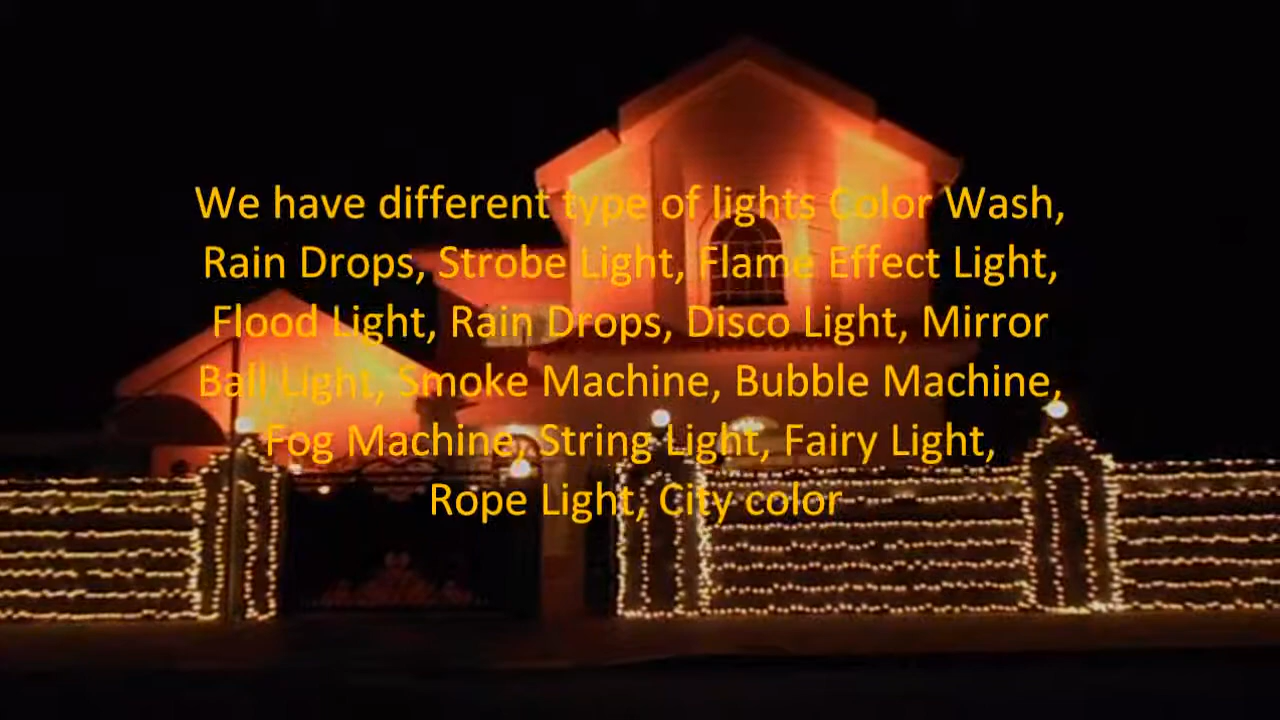 We have different type of lights Color Wash,
Rain Drops, Strobe Light, Flame Effect Light,
Flood Light, Rain Drops, Disco Light, Mirror
Ball Light, Smoke Machine, Bubble Machine,
Fog Machine, String Light, Fairy Light,
Rope Light, City color